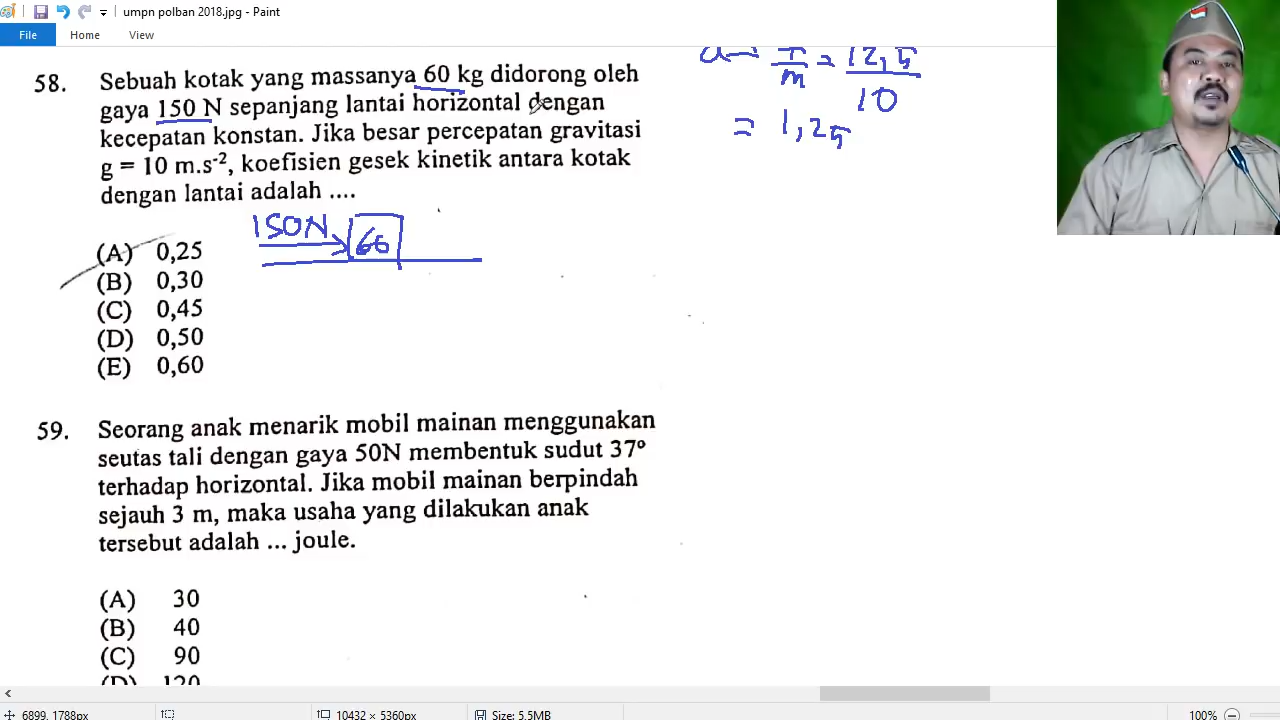 umpn polban 2018.jpg - Paint
File Home View
58. Sebuah kotak yang massanya 60 kg didorong oleh
gaya 150 N sepanjang lantai horizontal dengan
kecepatan konstan. Jika besar percepatan gravitasi
g = 10 m.s⁻², koefisien gesek kinetik antara kotak
dengan lantai adalah ....
(A) 0,25
(B) 0,30
(C) 0,45
(D) 0,50
(E) 0,60
150N 60
m = 12,5
10
= 1,25
59. Seorang anak menarik mobil mainan menggunakan
seutas tali dengan gaya 50N membentuk sudut 37º
terhadap horizontal. Jika mobil mainan berpindah
sejauh 3 m, maka usaha yang dilakukan anak
tersebut adalah ... joule.
(A) 30
(B) 40
(C) 90
(D) 120
6899, 1788px 10432 × 5360px Size: 5.5MB 100%